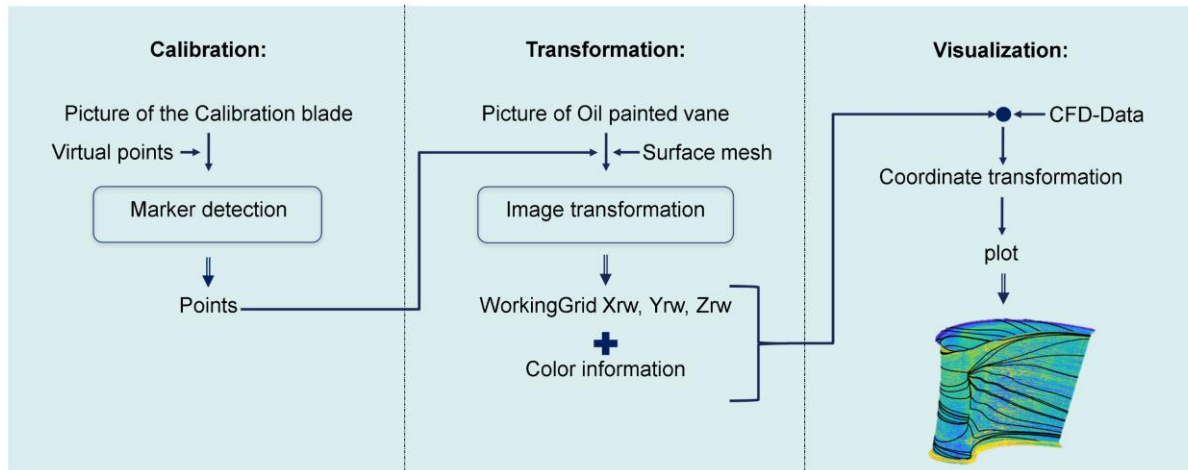 Calibration:
Picture of the Calibration blade
Virtual points
Marker detection
Points
Transformation:
Picture of Oil painted vane
Surface mesh
Image transformation
WorkingGrid Xrw, Yrw, Zrw
Color information
Visualization:
CFD-Data
Coordinate transformation
plot